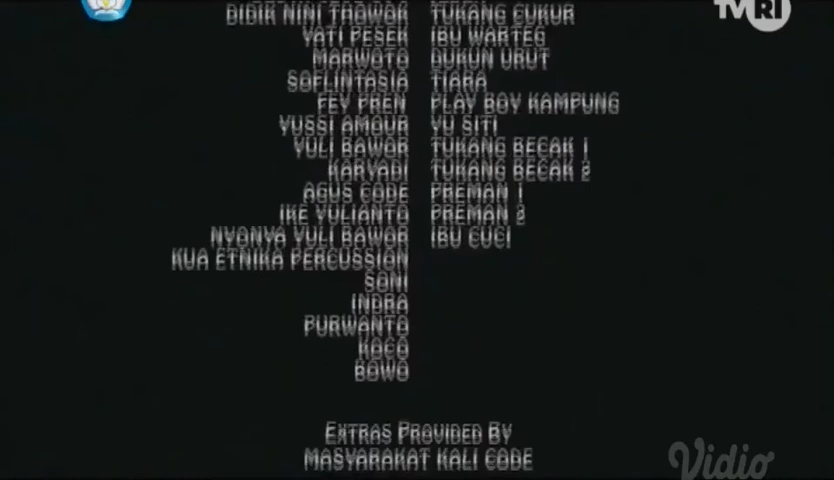 TVRI
DIDIK NINI THOWOK TUKANG CUKUR
YATI PESEK IBU WARTEG
MARWOTO DUKUN URUT
SOFLINTASIA TIARA
FEY PREN PLAY BOY KAMPUNG
YUSSI AMOUR YU SITI
YULI BAWOR TUKANG BECAK 1
KARYADI TUKANG BECAK 2
AGUS CODE PREMAN 1
IKE YULIANTO PREMAN 2
NYONYA YULI BAWOR IBU CUCI
KUA ETNIKA PERCUSSION
SONI
INDRA
PURWANTO
KOCO
BOWO
EXTRAS PROVIDED BY
MASYARAKAT KALI CODE
Vidio